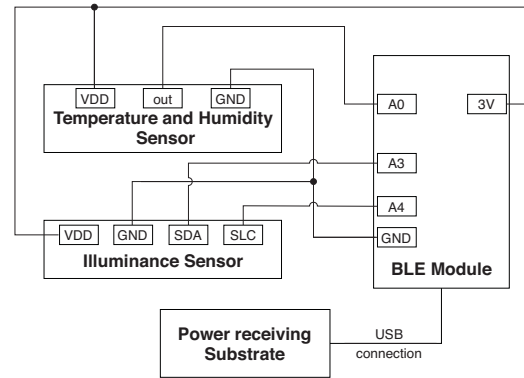 VDD out GND
Temperature and Humidity
Sensor
A0 3V
A3
A4
GND
BLE Module
VDD GND SDA SLC
Illuminance Sensor
Power receiving
Substrate
USB
connection